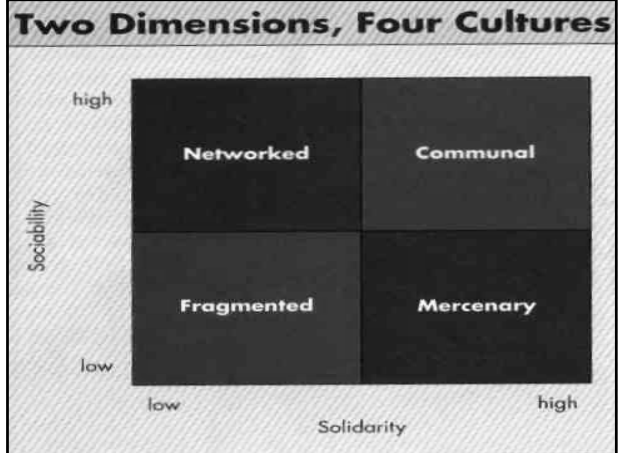 Two Dimensions, Four Cultures
high
Networked Communal
Sociability
Fragmented Mercenary
low
low high
Solidarity